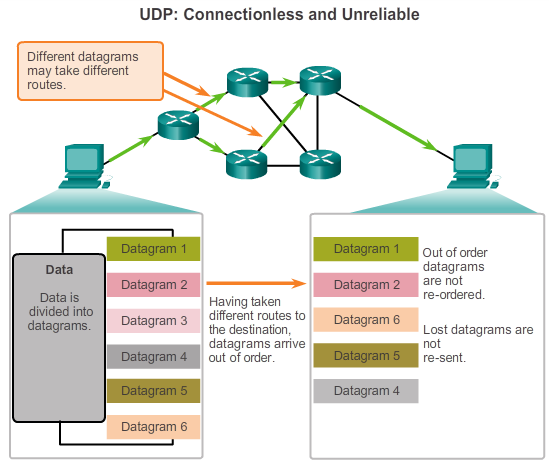 UDP: Connectionless and Unreliable
Different datagrams
may take different
routes.
Data
Data is
divided into
datagrams.
Datagram 1
Datagram 2
Datagram 3
Datagram 4
Datagram 5
Datagram 6
Having taken
different routes to
the destination,
datagrams arrive
out of order.
Datagram 1
Datagram 2
Datagram 6
Datagram 5
Datagram 4
Out of order
datagrams
are not
re-ordered.
Lost datagrams are
not
re-sent.